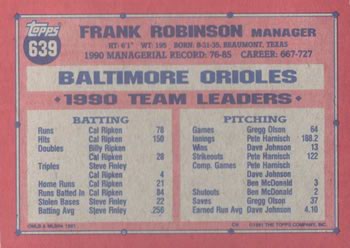 Topps
639
FRANK ROBINSON MANAGER
HT: 6'1" WT: 195 BORN: 8-31-35, BEAUMONT, TEXAS
1990 MANAGERIAL RECORD: 76-85 CAREER: 667-727
BALTIMORE ORIOLES
1990 TEAM LEADERS
BATTING
Runs Cal Ripken 78
Hits Cal Ripken 150
Doubles Billy Ripken
Cal Ripken 28
Triples Steve Finley
Cal Ripken 4
Home Runs Cal Ripken 21
Runs Batted In Cal Ripken 84
Stolen Bases Steve Finley 22
Batting Avg Steve Finley .256
PITCHING
Games Gregg Olson 64
Innings Pete Harnisch 188.2
Wins Dave Johnson 13
Strikeouts Pete Harnisch 122
Comp. Games Pete Harnisch
Dave Johnson
Ben McDonald 3
Shutouts Ben McDonald 2
Saves Gregg Olson 37
Earned Run Avg Dave Johnson 4.10
©1991 THE TOPPS COMPANY, INC.